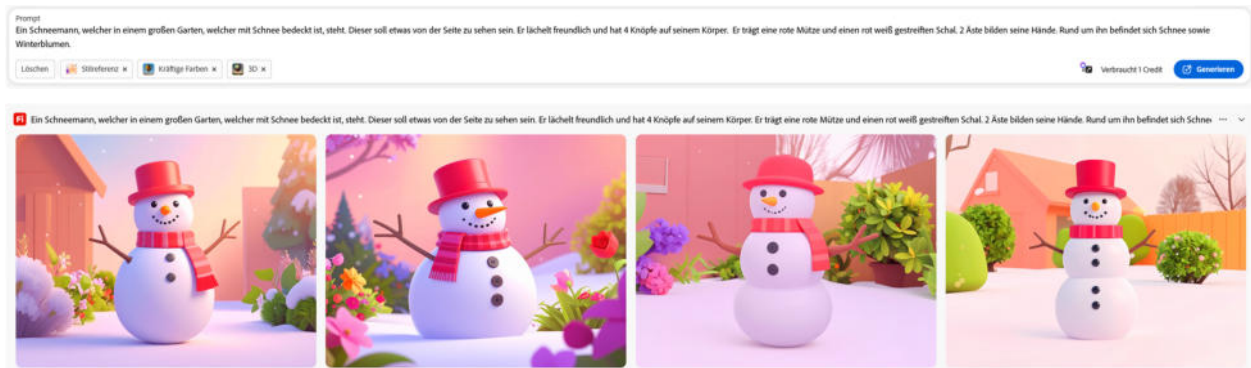 Prompt
Ein Schneemann, welcher in einem großen Garten, welcher mit Schnee bedeckt ist, steht. Dieser soll etwas von der Seite zu sehen sein. Er lächelt freundlich und hat 4 Knöpfe auf seinem Körper. Er trägt eine rote Mütze und einen rot weiß gestreiften Schal. 2 Äste bilden seine Hände. Rund um ihn befindet sich Schnee sowie
Winterblumen.
Löschen Stilreferenz × Kräftige Farben × 3D × Verbraucht 1 Credit Generieren
Fi Ein Schneemann, welcher in einem großen Garten, welcher mit Schnee bedeckt ist, steht. Dieser soll etwas von der Seite zu sehen sein. Er lächelt freundlich und hat 4 Knöpfe auf seinem Körper. Er trägt eine rote Mütze und einen rot weiß gestreiften Schal. 2 Äste bilden seine Hände. Rund um ihn befindet sich Schnee